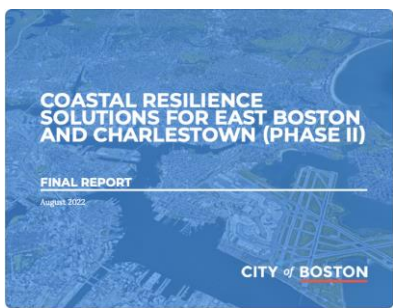 COASTAL RESILIENCE
SOLUTIONS FOR EAST BOSTON
AND CHARLESTOWN (PHASE II)
FINAL REPORT
August 2022
CITY of BOSTON